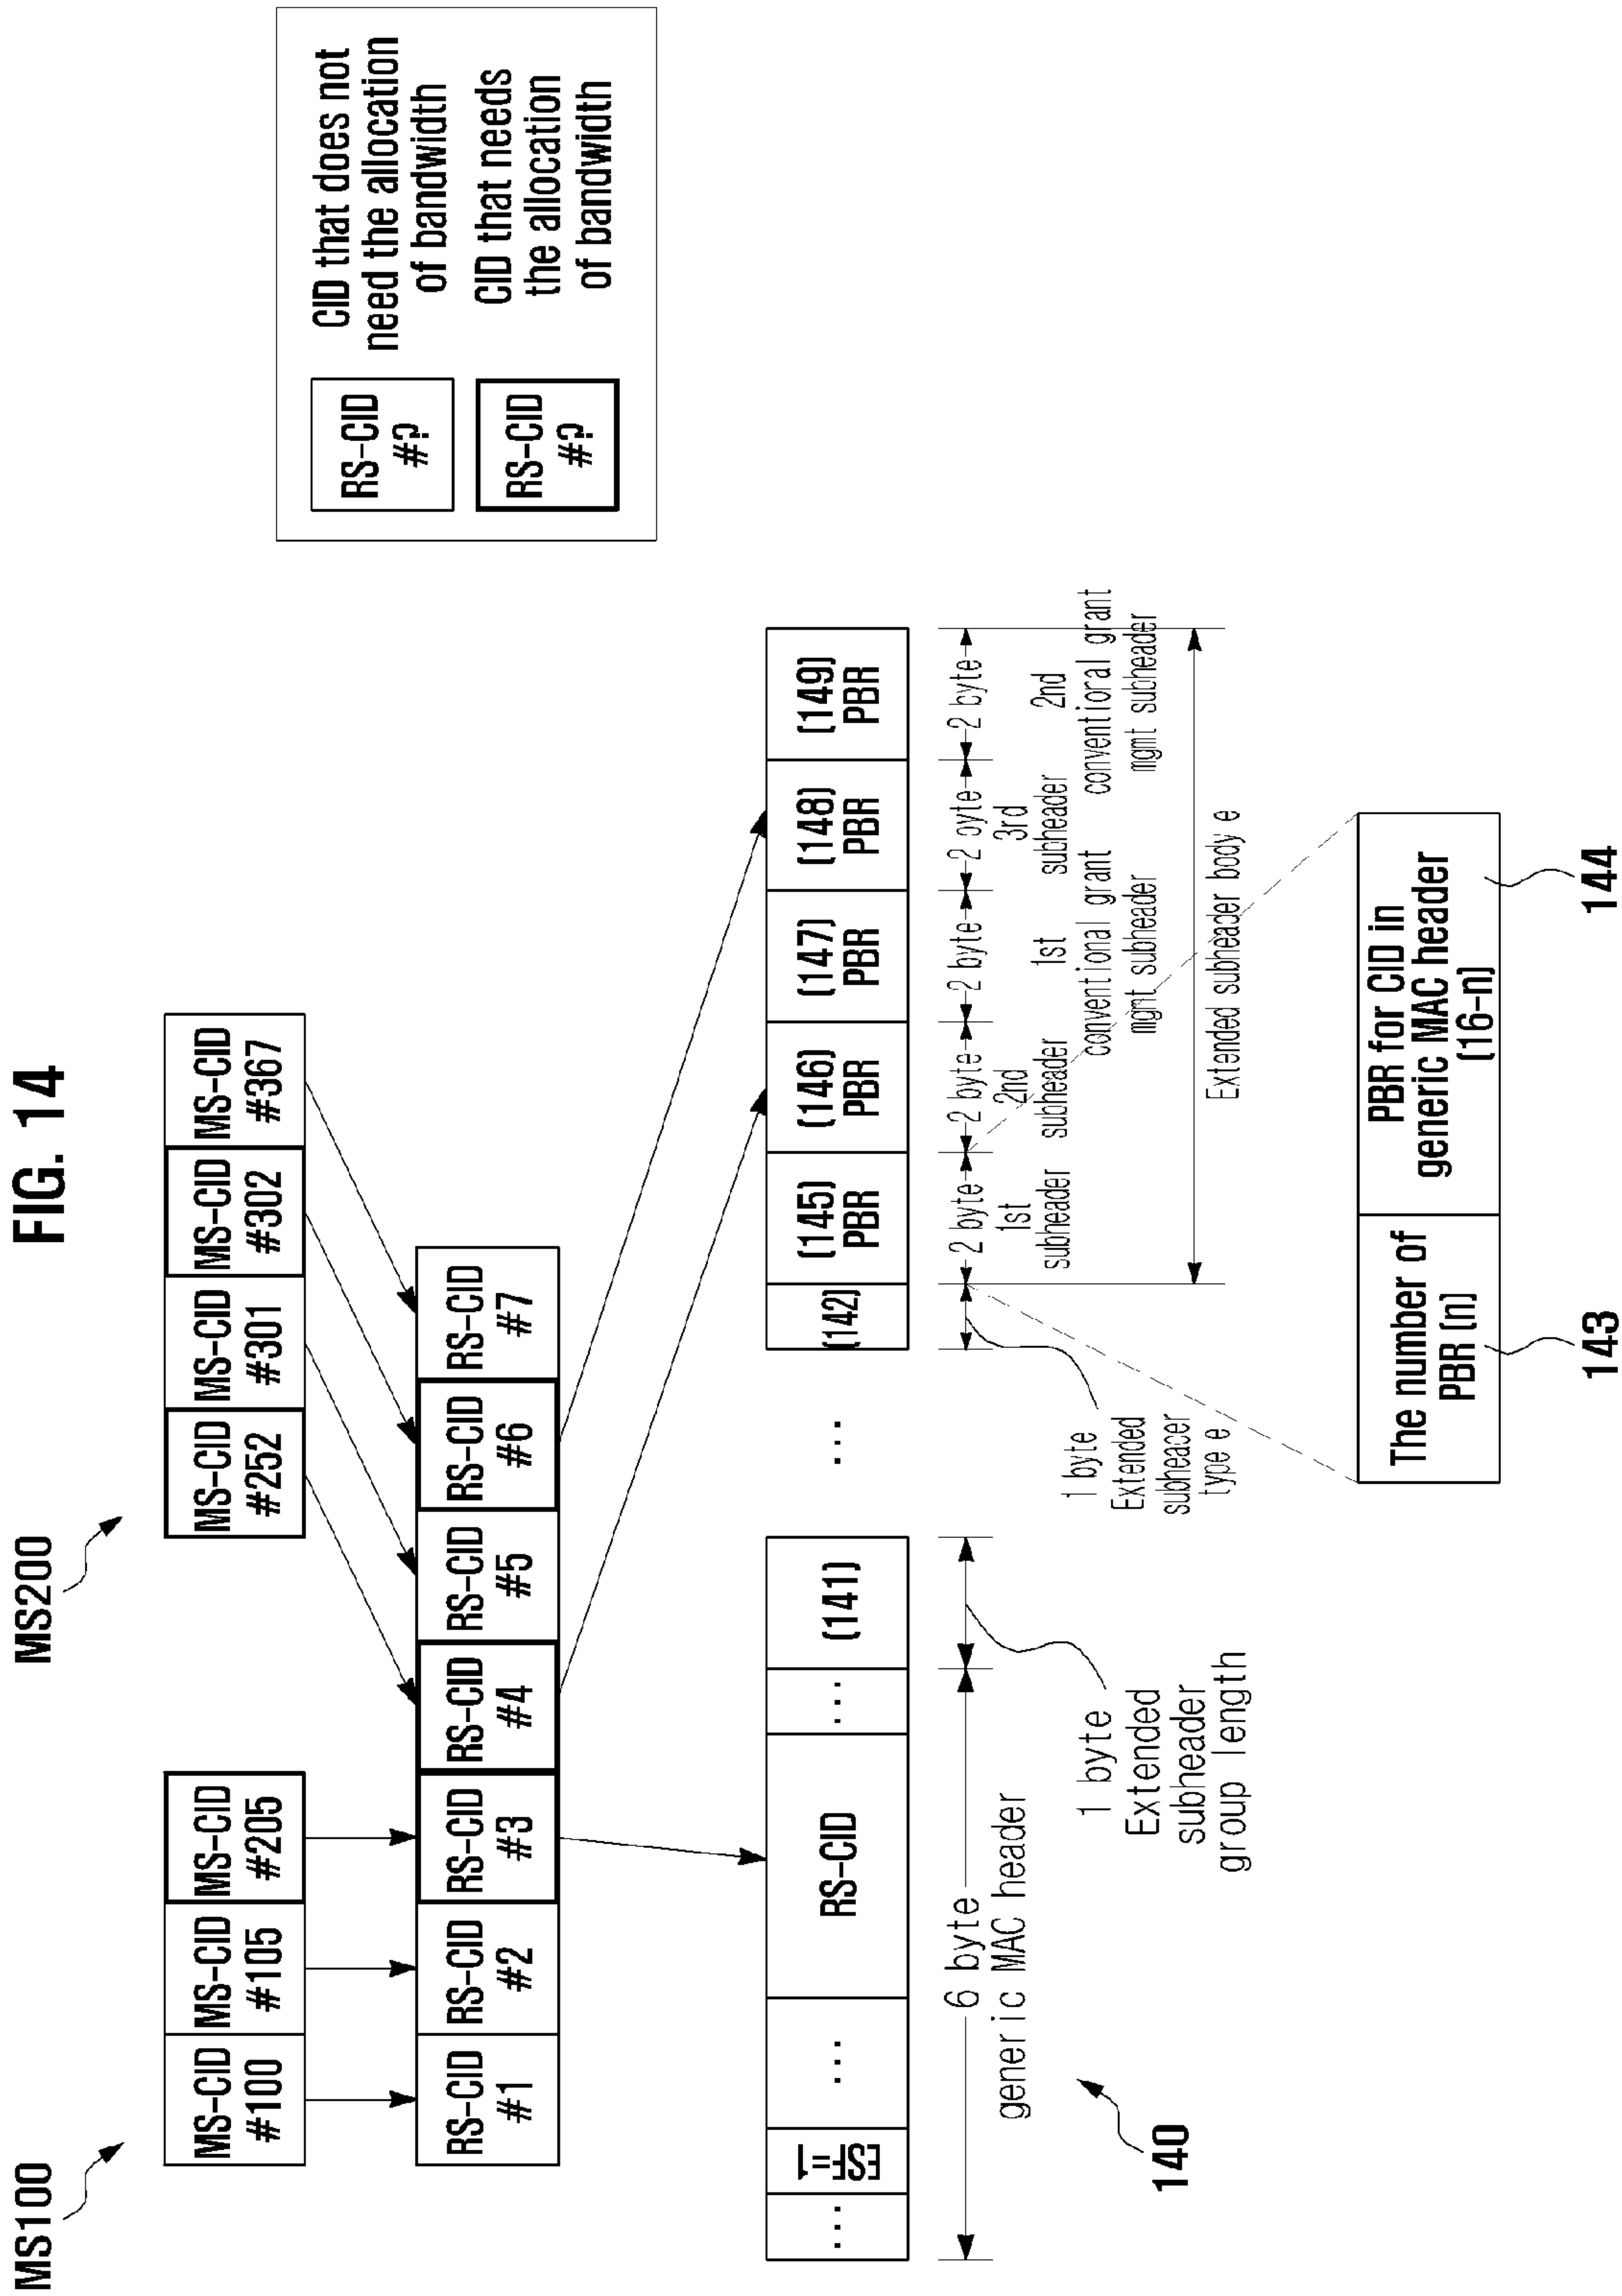 FIG. 14
MS100
MS200
MS-CID
#100
MS-CID
#105
MS-CID
#205
MS-CID
#252
MS-CID
#301
MS-CID
#302
MS-CID
#367
RS-CID
#1
RS-CID
#2
RS-CID
#3
RS-CID
#4
RS-CID
#5
RS-CID
#6
RS-CID
#7
RS-CID
#?
CID that does not
need the allocation
of bandwidth
RS-CID
#?
CID that needs
the allocation
of bandwidth
...
ESF=1
...
RS-CID
...
(141)
...
(142)
(145)
PBR
(146)
PBR
(147)
PBR
(148)
PBR
(149)
PBR
6 byte
generic MAC header
1 byte
Extended
subheader
group length
140
1 byte
Extended
subheacer
type e
2 byte
1st
subheader
2 byte
2nd
subheader
2 byte
1st
conventional grant
mgmt subheader
2 byte
3rd
subheader
2 byte
2nd
conventional grant
mgmt subheader
Extended subheader body e
The number of
PBR (n)
PBR for CID in
generic MAC header
(16-n)
143
144